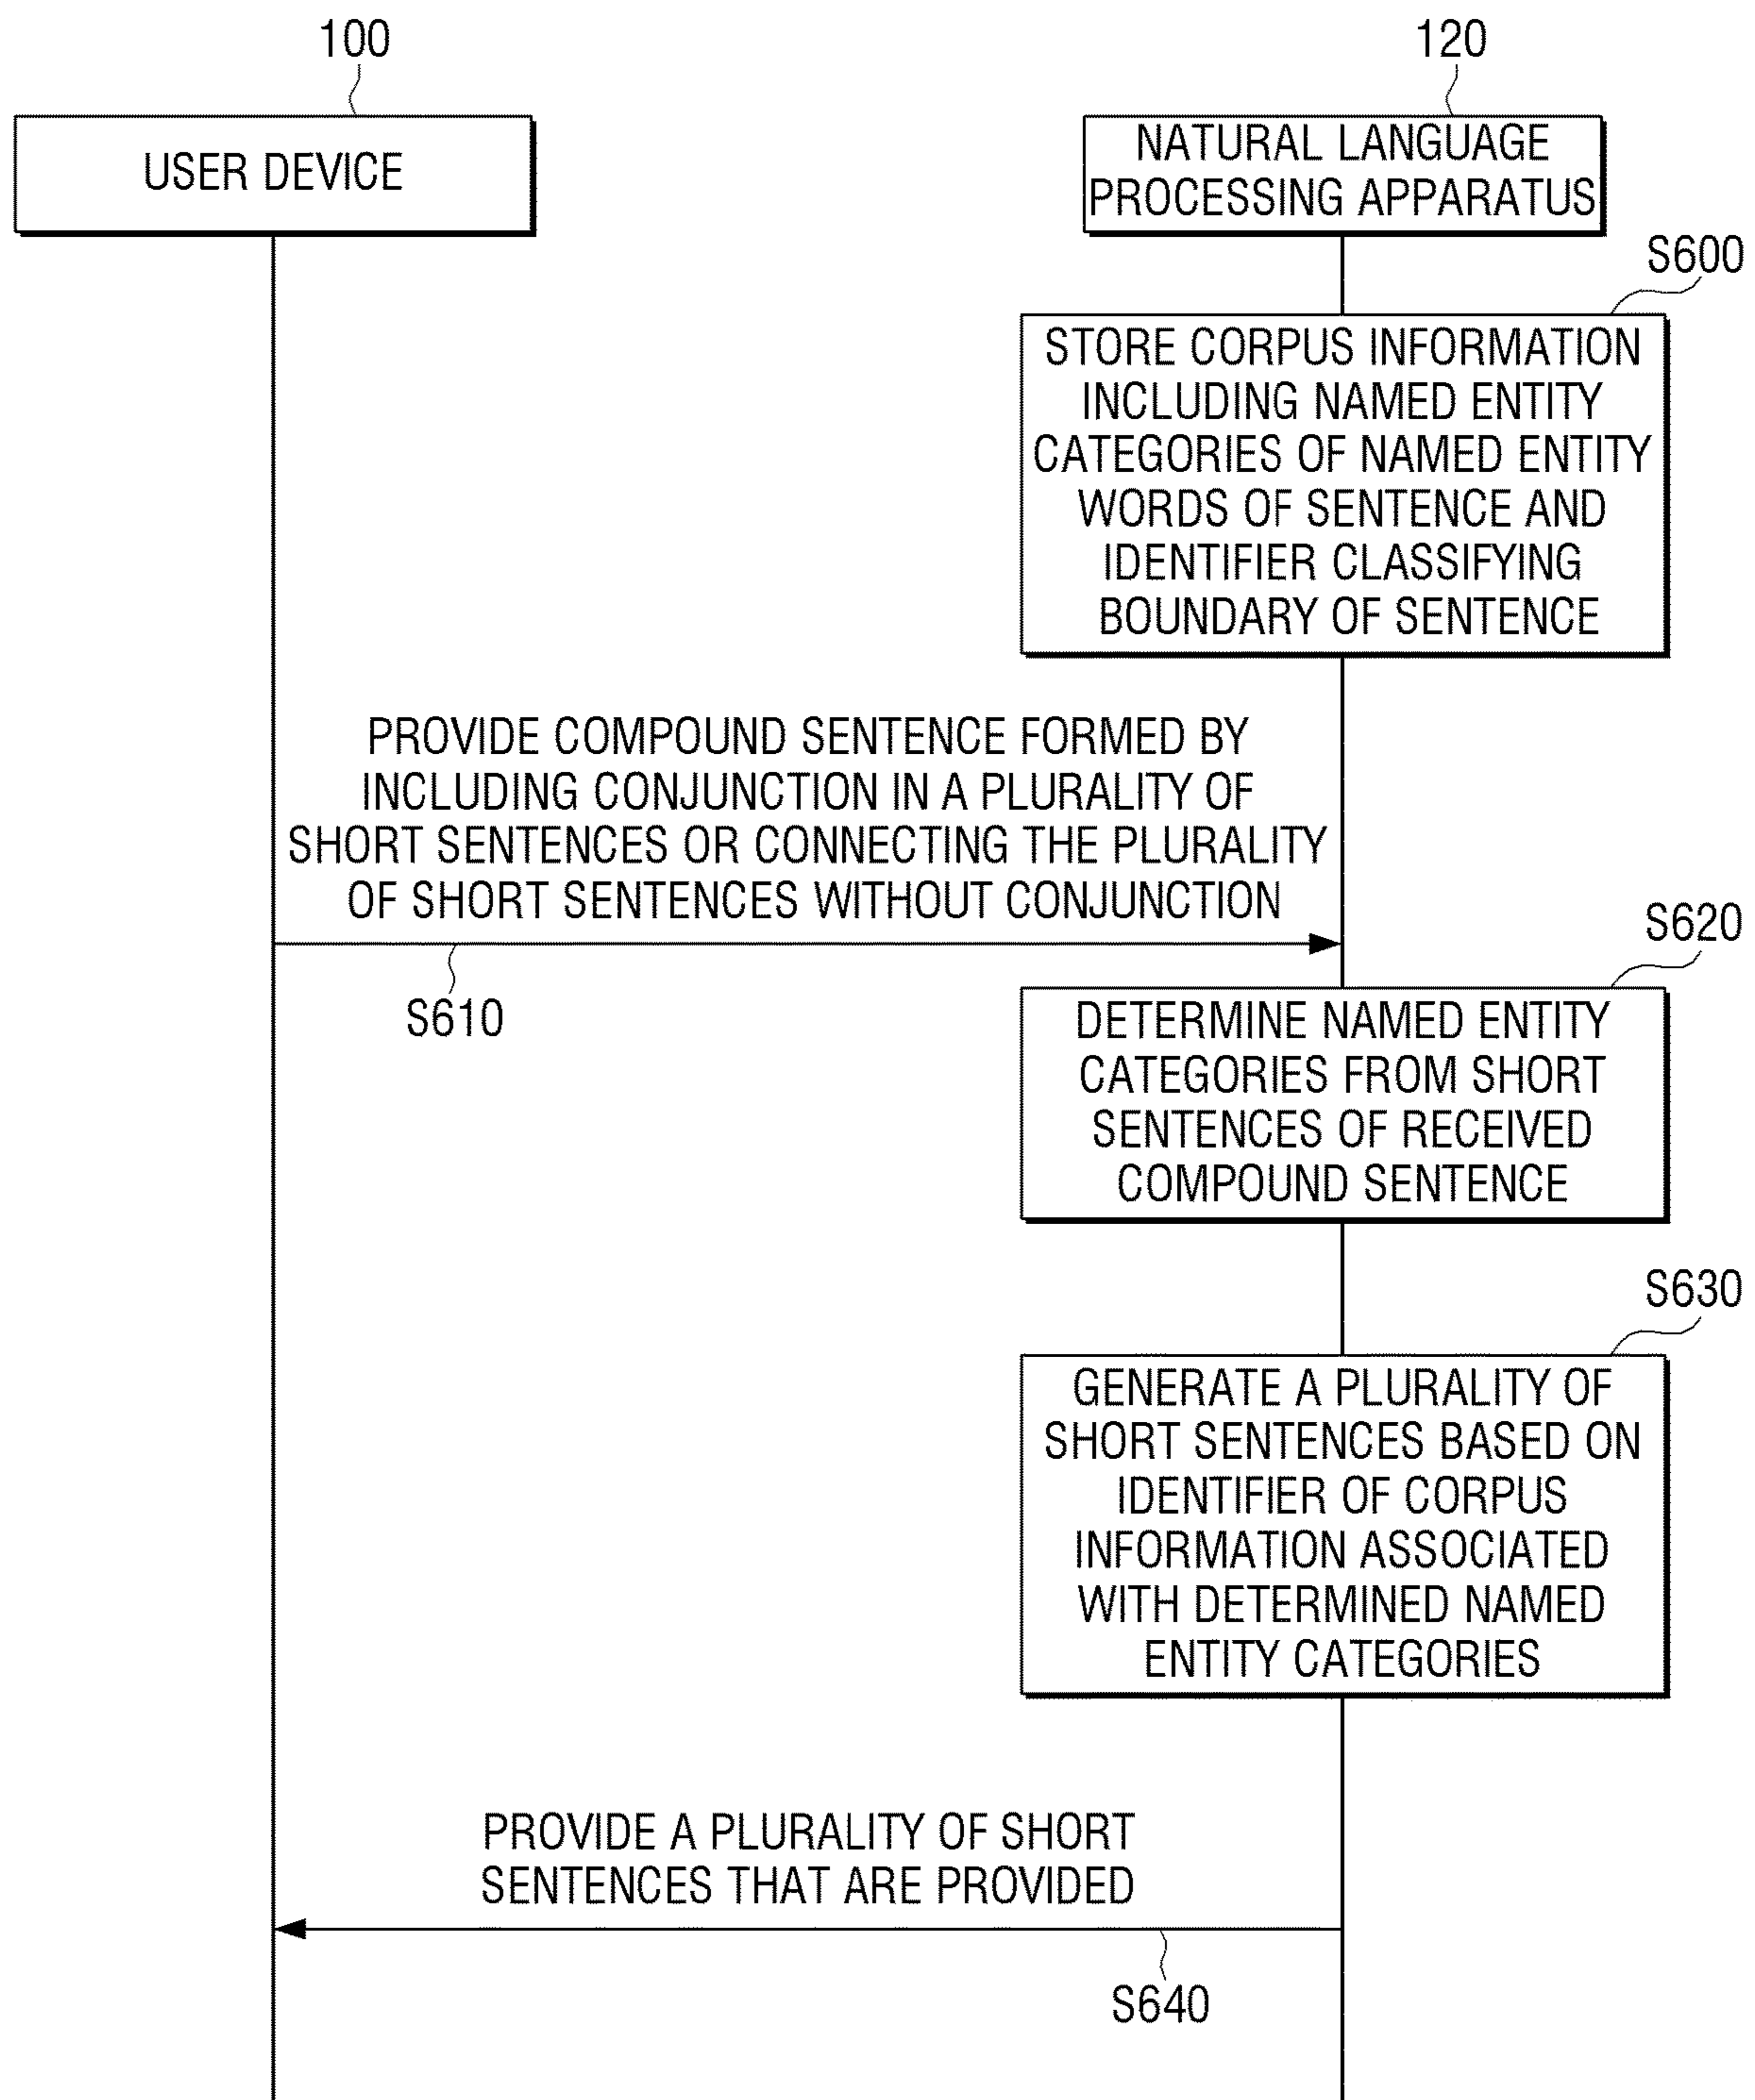 100
120
USER DEVICE
NATURAL LANGUAGE
PROCESSING APPARATUS
S600
STORE CORPUS INFORMATION
INCLUDING NAMED ENTITY
CATEGORIES OF NAMED ENTITY
WORDS OF SENTENCE AND
IDENTIFIER CLASSIFYING
BOUNDARY OF SENTENCE
PROVIDE COMPOUND SENTENCE FORMED BY
INCLUDING CONJUNCTION IN A PLURALITY OF
SHORT SENTENCES OR CONNECTING THE PLURALITY
OF SHORT SENTENCES WITHOUT CONJUNCTION
S610
S620
DETERMINE NAMED ENTITY
CATEGORIES FROM SHORT
SENTENCES OF RECEIVED
COMPOUND SENTENCE
S630
GENERATE A PLURALITY OF
SHORT SENTENCES BASED ON
IDENTIFIER OF CORPUS
INFORMATION ASSOCIATED
WITH DETERMINED NAMED
ENTITY CATEGORIES
PROVIDE A PLURALITY OF SHORT
SENTENCES THAT ARE PROVIDED
S640